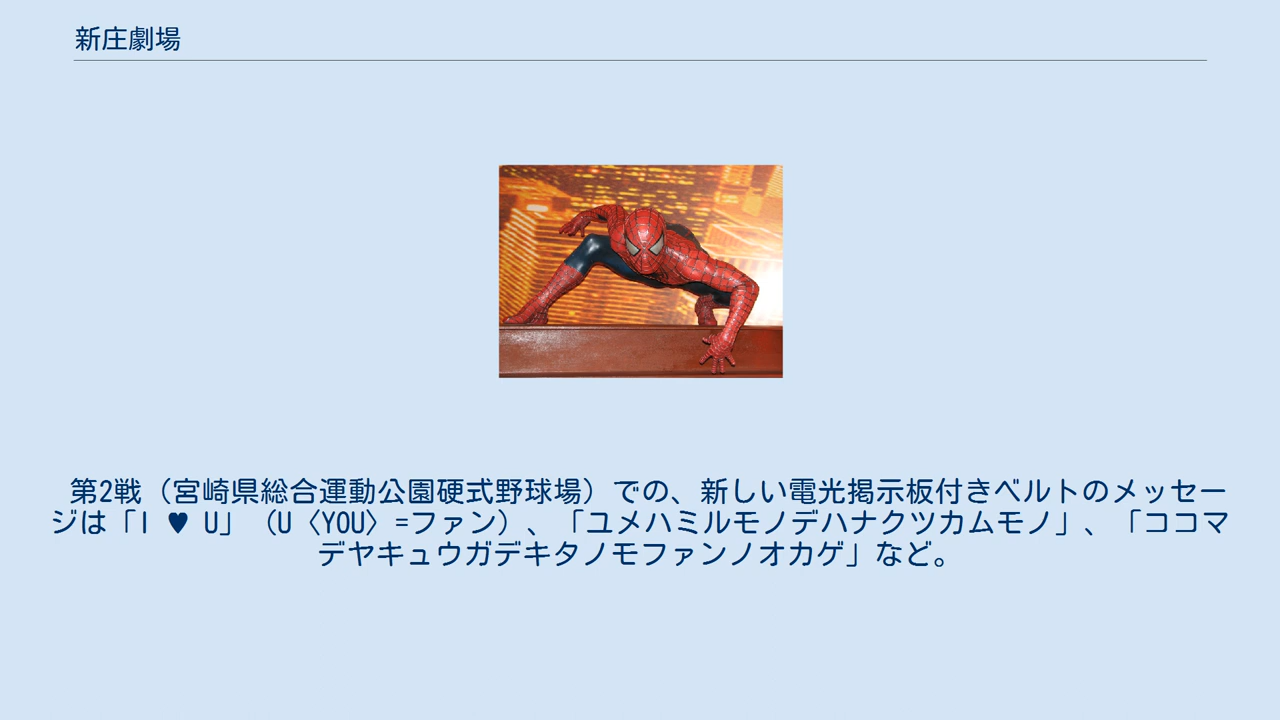 新庄劇場
第2戦（宮崎県総合運動公園硬式野球場）での、新しい電光掲示板付きベルトのメッセー
ジは「I ♥ U」（U〈YOU〉=ファン）、「ユメハミルモノデハナクツカムモノ」、「ココマ
デヤキュウガデキタノモファンノオカゲ」など。